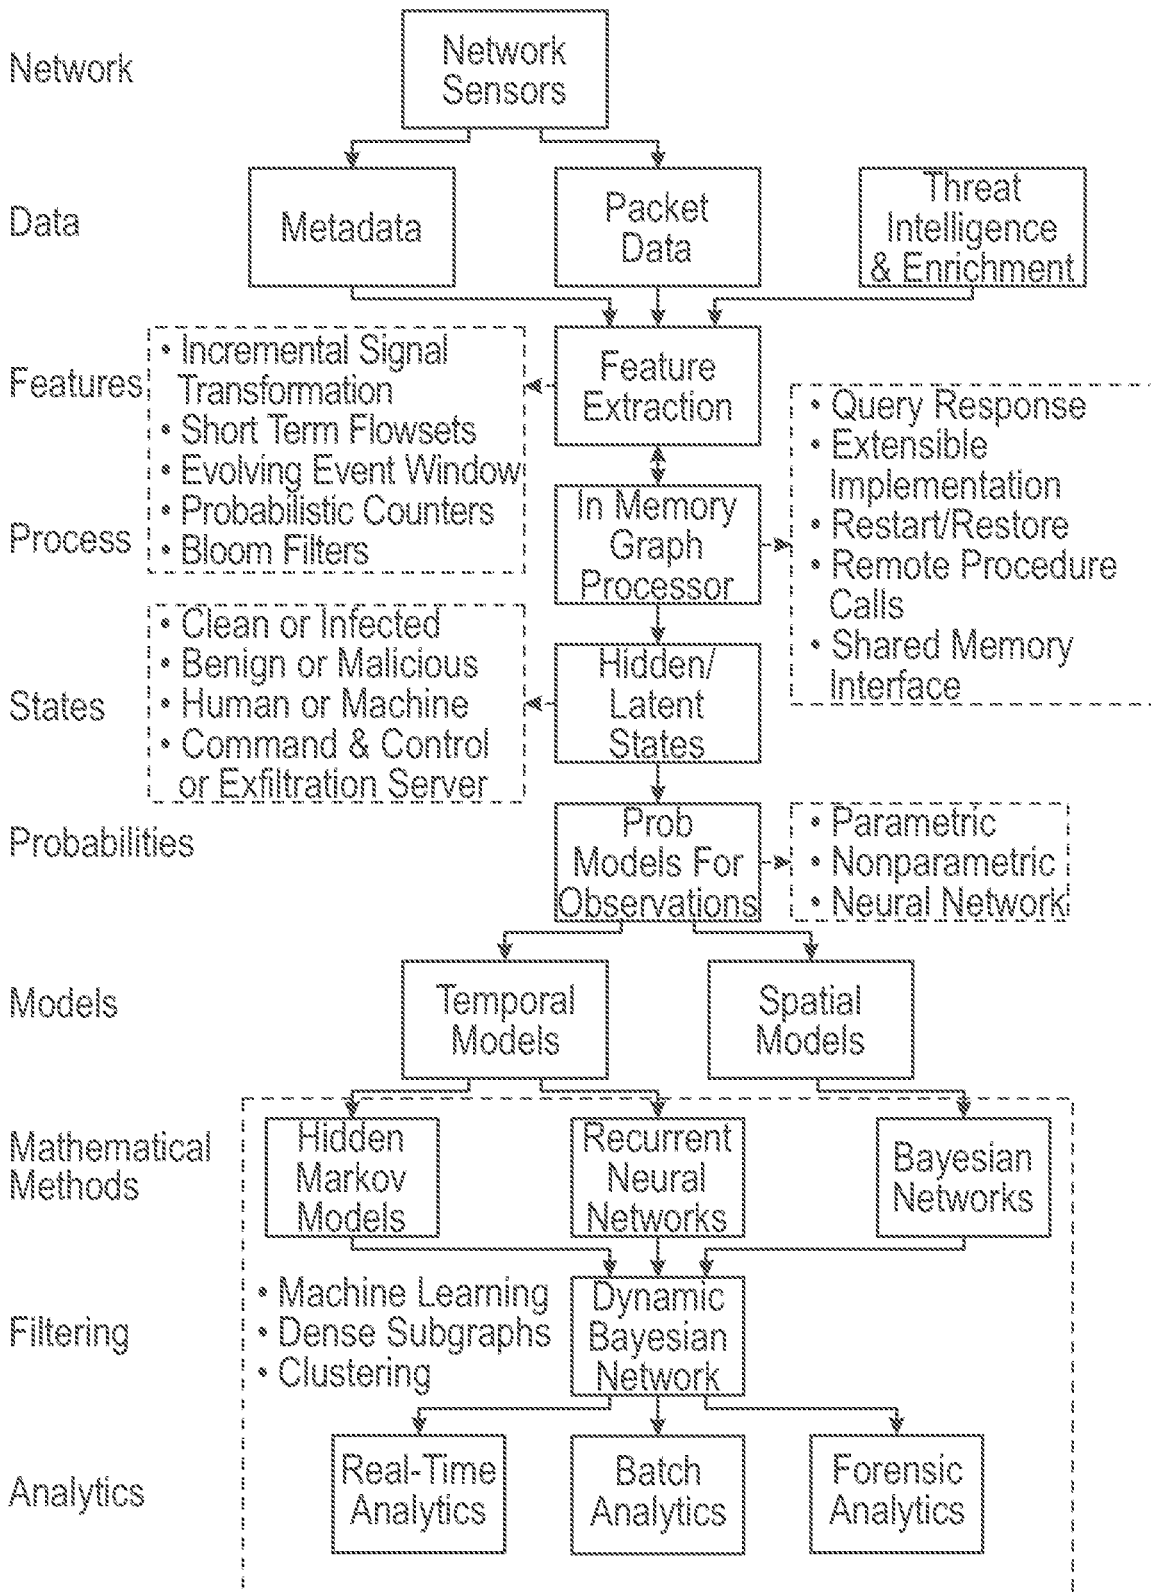 Network
Network
Sensors
Data
Metadata
Packet
Data
Threat
Intelligence
& Enrichment
Features
• Incremental Signal
Transformation
• Short Term Flowsets
• Evolving Event Window
• Probabilistic Counters
• Bloom Filters
Feature
Extraction
Process
In Memory
Graph
Processor
• Query Response
• Extensible
Implementation
• Restart/Restore
• Remote Procedure
Calls
• Shared Memory
Interface
States
• Clean or Infected
• Benign or Malicious
• Human or Machine
• Command & Control
or Exfiltration Server
Hidden/
Latent
States
Probabilities
Prob
Models For
Observations
• Parametric
• Nonparametric
• Neural Network
Models
Temporal
Models
Spatial
Models
Mathematical
Methods
Hidden
Markov
Models
Recurrent
Neural
Networks
Bayesian
Networks
Filtering
• Machine Learning
• Dense Subgraphs
• Clustering
Dynamic
Bayesian
Network
Analytics
Real-Time
Analytics
Batch
Analytics
Forensic
Analytics